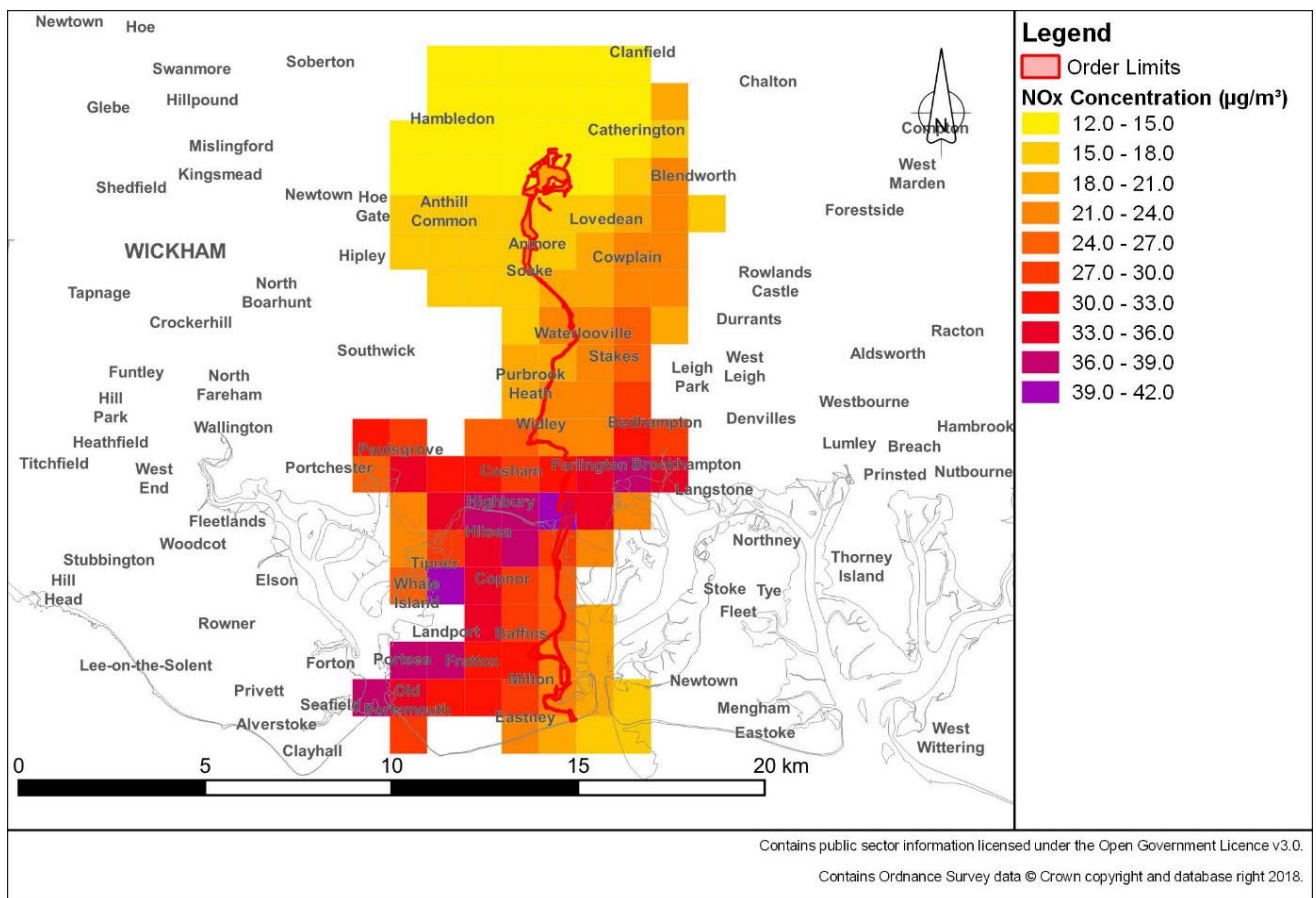 Newtown
Hoe
Swanmore
Soberton
Clanfield
Chalton
Glebe
Hillpound
Hambledon
Catherington
N
Compton
Mislingford
Kingsmead
Shedfield
Newtown
Hoe
Gate
Anthill
Common
Lovedean
Blendworth
West
Marden
Forestside
WICKHAM
Hipley
Anmore
Soake
Cowplain
Rowlands
Castle
Tapnage
North
Boarhunt
Crockerhill
Waterlooville
Durrants
Racton
Southwick
Stakes
Leigh
Park
West
Leigh
Aldsworth
Funtley
North
Fareham
Purbrook
Heath
Hill
Park
Wallington
Widley
Bedhampton
Denvilles
Westbourne
Hambrook
Heathfield
Titchfield
West
End
Portchester
Paulsgrove
Cosham
Farlington
Brockhampton
Langstone
Lumley
Breach
Prinsted
Nutbourne
Fleetlands
Highbury
Woodcot
Hilsea
Northney
Stubbington
Tipner
Thorney
Island
Hill
Head
Elson
Whale
Island
Copnor
Stoke
Tye
Fleet
Rowner
Landport
Baffins
Lee-on-the-Solent
Forton
Portsea
Fratton
Milton
Newtown
Privett
Seafield
Old
Portsmouth
Eastney
Mengham
Alverstoke
Eastoke
West
Wittering
Clayhall
0 5 10 15 20 km
Legend
Order Limits
NOx Concentration (µg/m³)
12.0 - 15.0
15.0 - 18.0
18.0 - 21.0
21.0 - 24.0
24.0 - 27.0
27.0 - 30.0
30.0 - 33.0
33.0 - 36.0
36.0 - 39.0
39.0 - 42.0
Contains public sector information licensed under the Open Government Licence v3.0.
Contains Ordnance Survey data © Crown copyright and database right 2018.